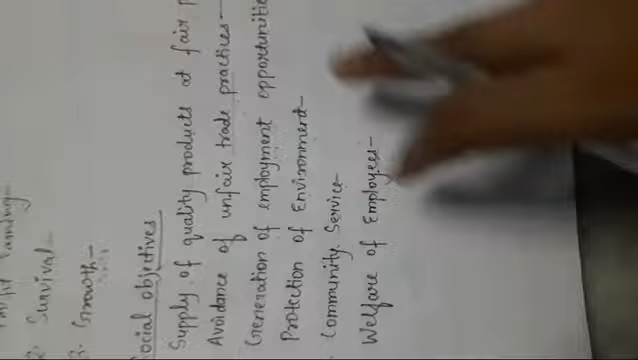 2. Survival-
3. Growth-
Social objectives
Supply of quality products at fair
Avoidance of unfair trade practices-
Generation of employment
Protection of Environment-
Community Service-
Welfare of Employees-